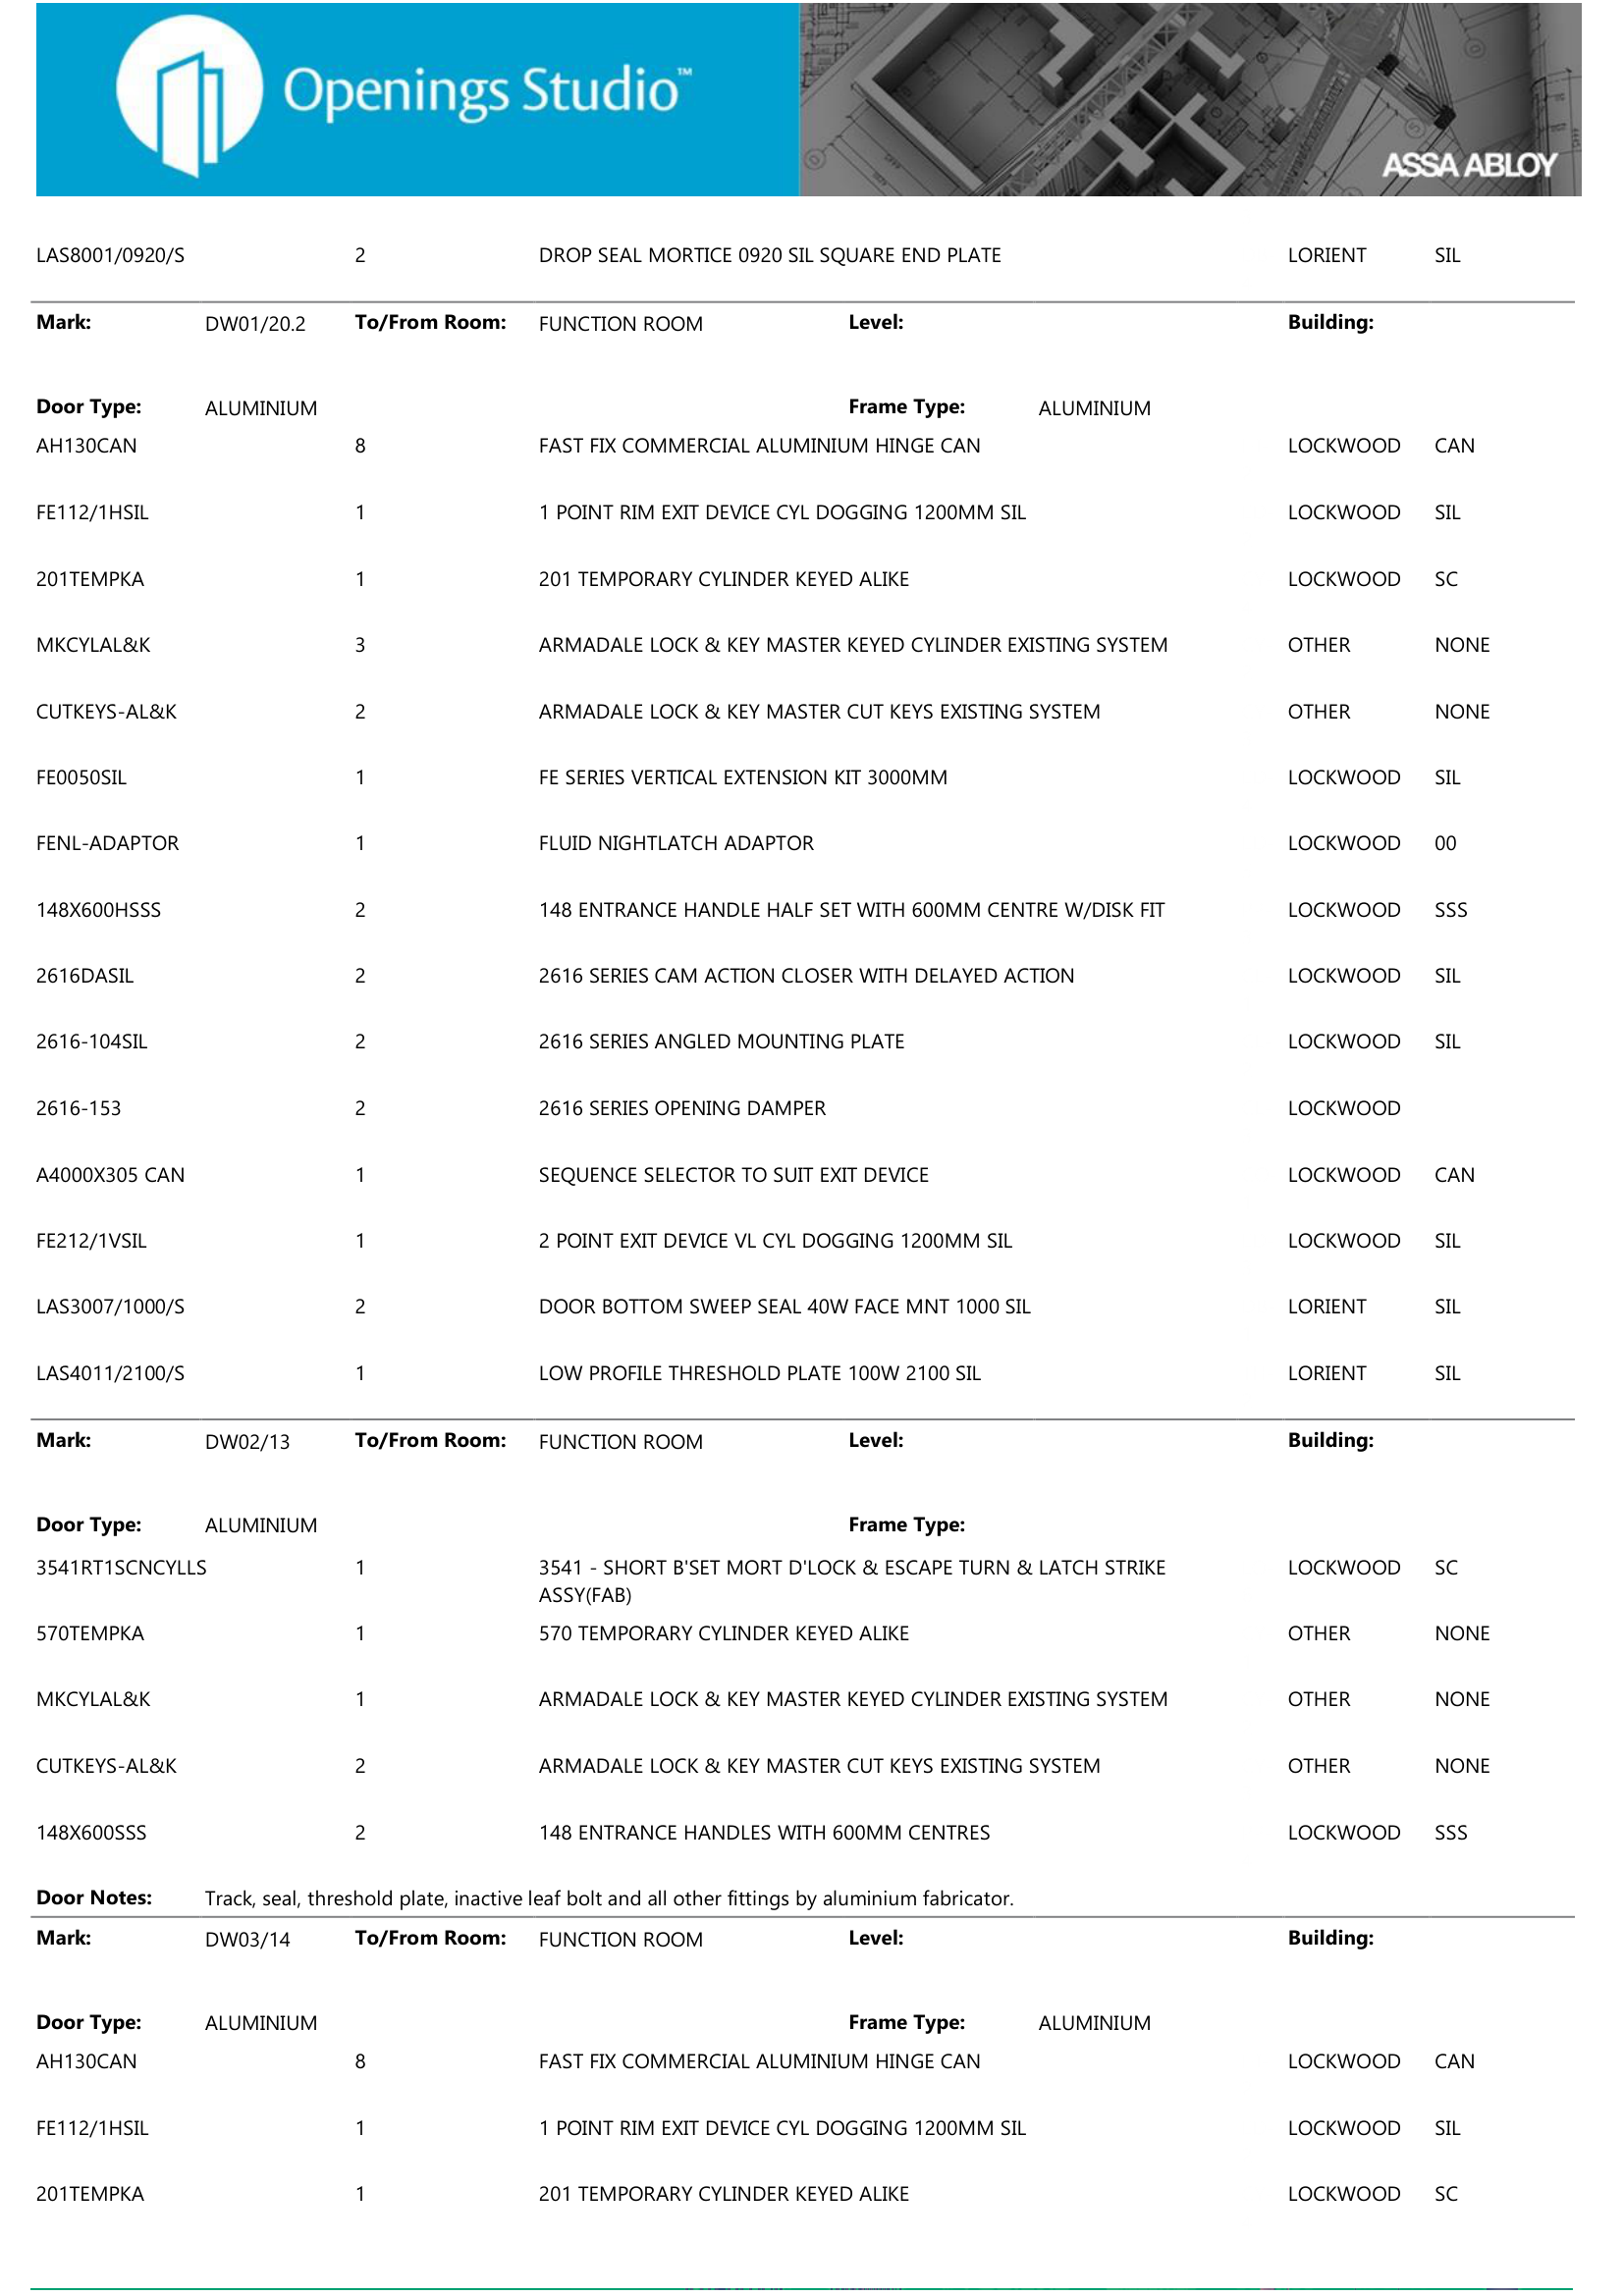 Openings Studio™
ASSA ABLOY
LAS8001/0920/S 2 DROP SEAL MORTICE 0920 SIL SQUARE END PLATE LORIENT SIL
Mark: DW01/20.2 To/From Room: FUNCTION ROOM Level: Building:
Door Type: ALUMINIUM Frame Type: ALUMINIUM
AH130CAN 8 FAST FIX COMMERCIAL ALUMINIUM HINGE CAN LOCKWOOD CAN
FE112/1HSIL 1 1 POINT RIM EXIT DEVICE CYL DOGGING 1200MM SIL LOCKWOOD SIL
201TEMPKA 1 201 TEMPORARY CYLINDER KEYED ALIKE LOCKWOOD SC
MKCYLAL&K 3 ARMADALE LOCK & KEY MASTER KEYED CYLINDER EXISTING SYSTEM OTHER NONE
CUTKEYS-AL&K 2 ARMADALE LOCK & KEY MASTER CUT KEYS EXISTING SYSTEM OTHER NONE
FE0050SIL 1 FE SERIES VERTICAL EXTENSION KIT 3000MM LOCKWOOD SIL
FENL-ADAPTOR 1 FLUID NIGHTLATCH ADAPTOR LOCKWOOD 00
148X600HSSS 2 148 ENTRANCE HANDLE HALF SET WITH 600MM CENTRE W/DISK FIT LOCKWOOD SSS
2616DASIL 2 2616 SERIES CAM ACTION CLOSER WITH DELAYED ACTION LOCKWOOD SIL
2616-104SIL 2 2616 SERIES ANGLED MOUNTING PLATE LOCKWOOD SIL
2616-153 2 2616 SERIES OPENING DAMPER LOCKWOOD
A4000X305 CAN 1 SEQUENCE SELECTOR TO SUIT EXIT DEVICE LOCKWOOD CAN
FE212/1VSIL 1 2 POINT EXIT DEVICE VL CYL DOGGING 1200MM SIL LOCKWOOD SIL
LAS3007/1000/S 2 DOOR BOTTOM SWEEP SEAL 40W FACE MNT 1000 SIL LORIENT SIL
LAS4011/2100/S 1 LOW PROFILE THRESHOLD PLATE 100W 2100 SIL LORIENT SIL
Mark: DW02/13 To/From Room: FUNCTION ROOM Level: Building:
Door Type: ALUMINIUM Frame Type:
3541RT1SCNCYLLS 1 3541 - SHORT B'SET MORT D'LOCK & ESCAPE TURN & LATCH STRIKE LOCKWOOD SC
ASSY(FAB)
570TEMPKA 1 570 TEMPORARY CYLINDER KEYED ALIKE OTHER NONE
MKCYLAL&K 1 ARMADALE LOCK & KEY MASTER KEYED CYLINDER EXISTING SYSTEM OTHER NONE
CUTKEYS-AL&K 2 ARMADALE LOCK & KEY MASTER CUT KEYS EXISTING SYSTEM OTHER NONE
148X600SSS 2 148 ENTRANCE HANDLES WITH 600MM CENTRES LOCKWOOD SSS
Door Notes: Track, seal, threshold plate, inactive leaf bolt and all other fittings by aluminium fabricator.
Mark: DW03/14 To/From Room: FUNCTION ROOM Level: Building:
Door Type: ALUMINIUM Frame Type: ALUMINIUM
AH130CAN 8 FAST FIX COMMERCIAL ALUMINIUM HINGE CAN LOCKWOOD CAN
FE112/1HSIL 1 1 POINT RIM EXIT DEVICE CYL DOGGING 1200MM SIL LOCKWOOD SIL
201TEMPKA 1 201 TEMPORARY CYLINDER KEYED ALIKE LOCKWOOD SC